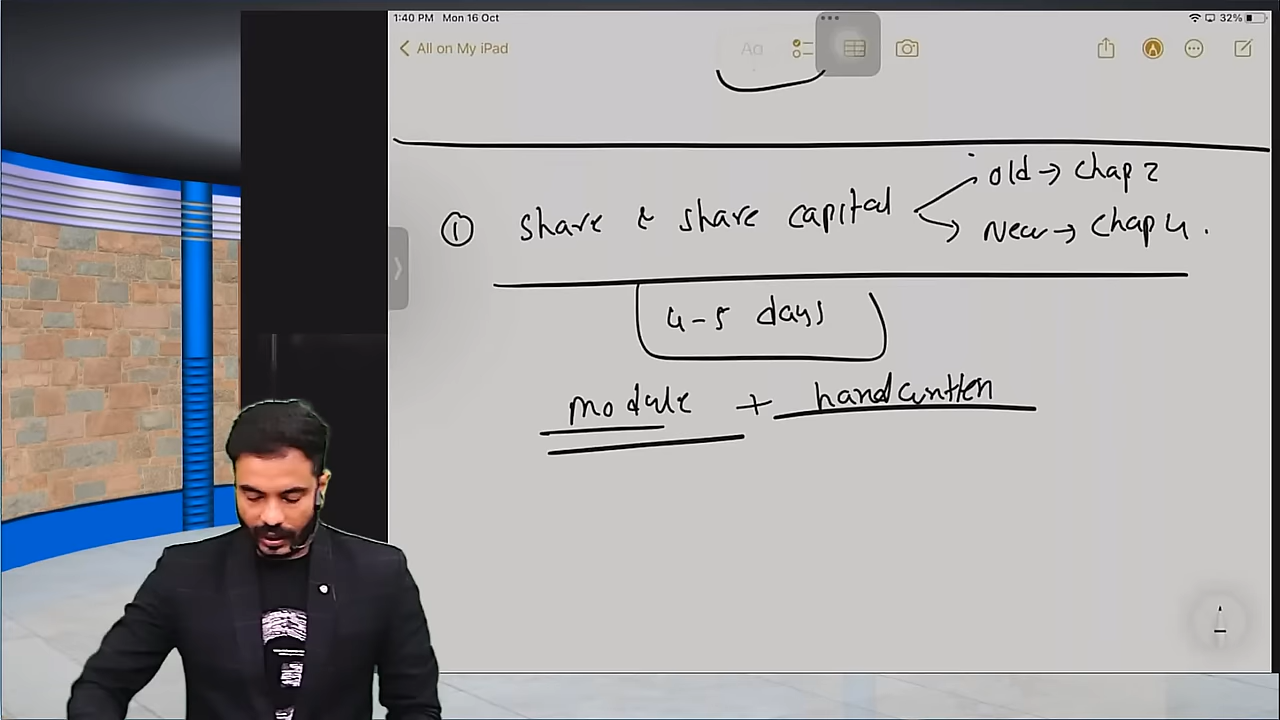 1:40 PM Mon 16 Oct 32%
All on My iPad Aa
① Share & share capital
old → chap 2
New → chap 4.
4-5 days
module + handwritten